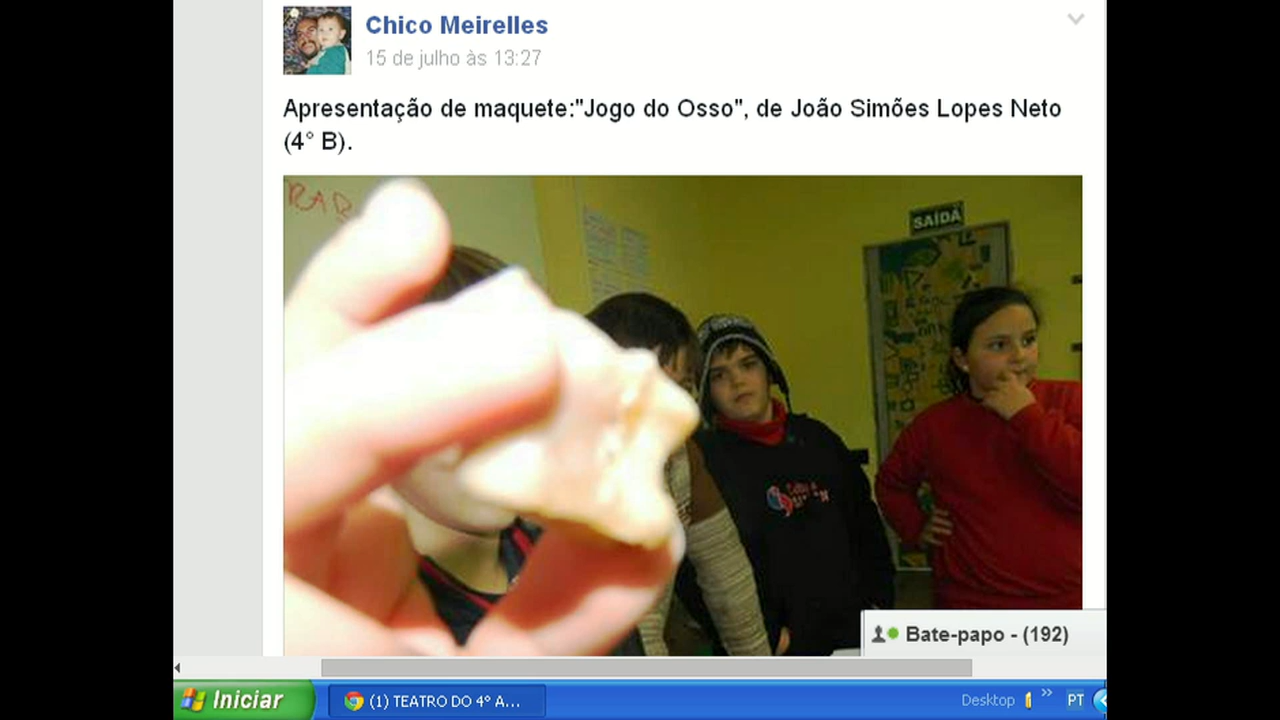 Chico Meirelles
15 de julho às 13:27
Apresentação de maquete:"Jogo do Osso", de João Simões Lopes Neto
(4° B).
SAÍDA
Bate-papo - (192)
Iniciar
(1) TEATRO DO 4º A...
Desktop
»
PT